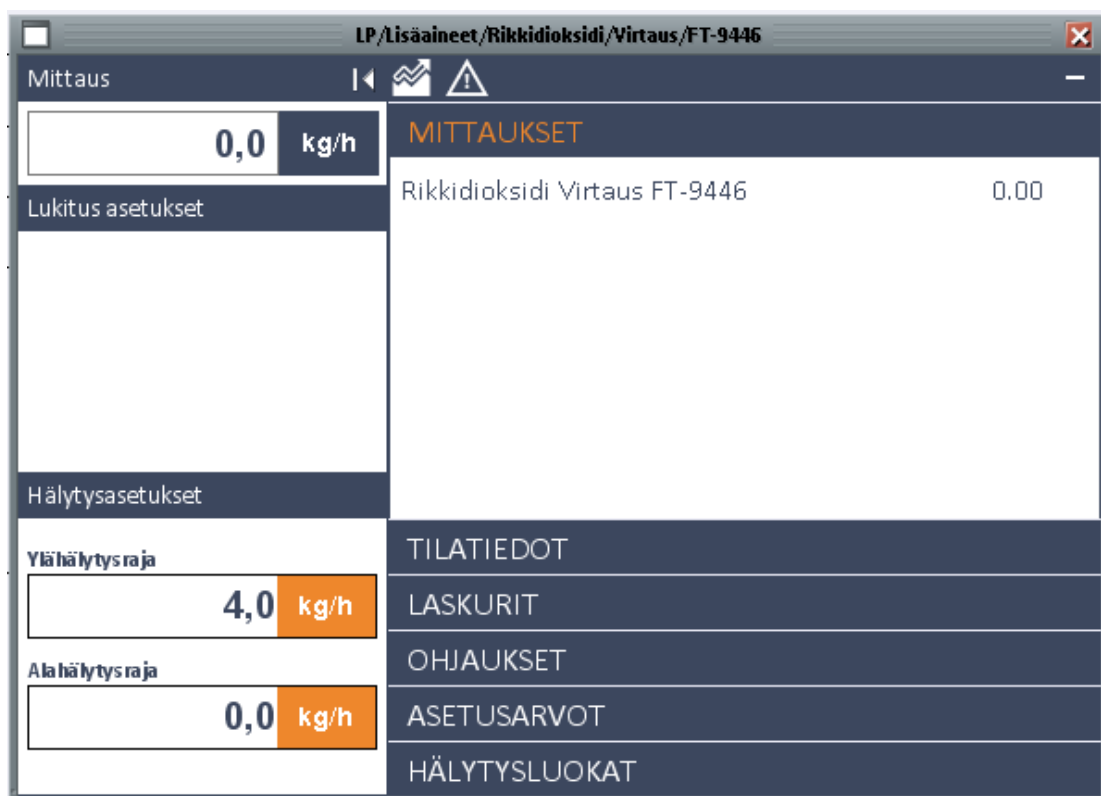 LP/Lisäaineet/Rikkidioksidi/Virtaus/FT-9446
Mittaus
0,0 kg/h
Lukitus asetukset
Hälytysasetukset
Ylähälytysraja
4,0 kg/h
Alahälytysraja
0,0 kg/h
MITTAUKSET
Rikkidioksidi Virtaus FT-9446 0.00
TILATIEDOT
LASKURIT
OHJAUKSET
ASETUSARVOT
HÄLYTYSLUOKAT